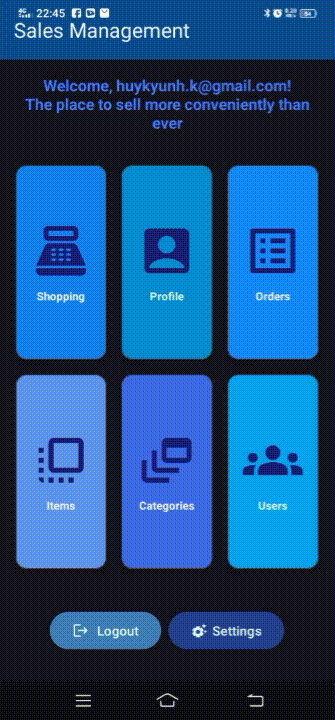 22:45
Sales Management
Welcome, huykyunh.k@gmail.com!
The place to sell more conveniently than
ever
Shopping Profile Orders
Items Categories Users
Logout Settings